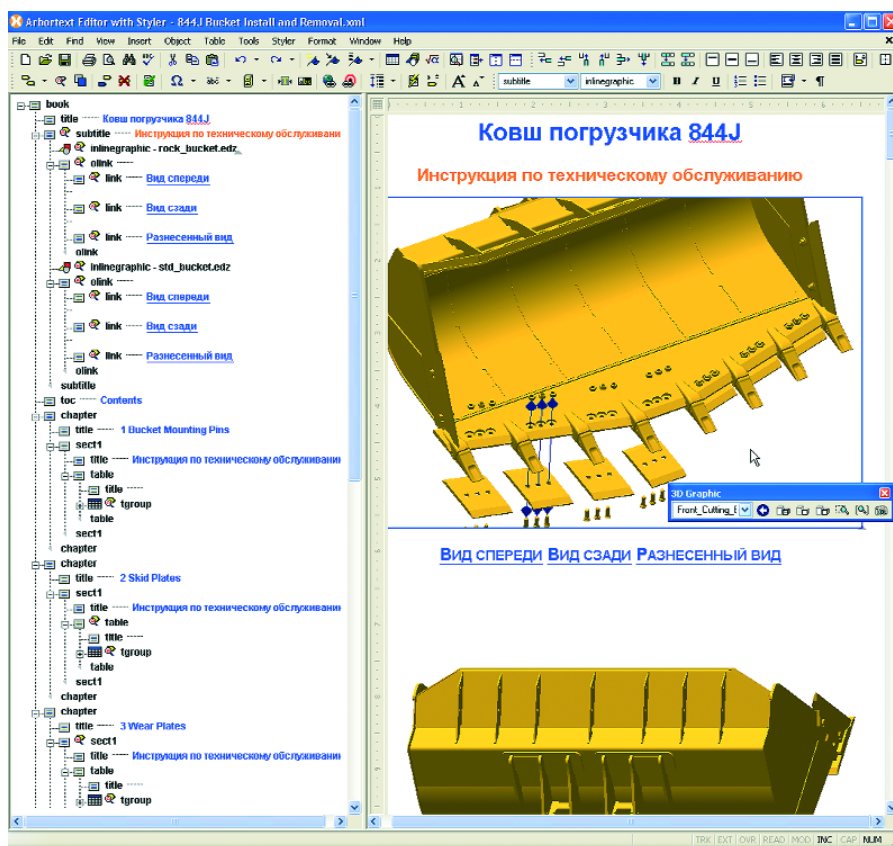 Arbortext Editor with Styler - 844J Bucket Install and Removal.xml
File Edit Find View Insert Object Table Tools Styler Format Window Help
subtitle inlinegraphic B I U
book
title Ковш погрузчика 844J
subtitle Инструкция по техническому обслуживани
inlinegraphic - rock_bucket.edz
olink
link Вид спереди
link Вид сзади
link Разнесенный вид
olink
inlinegraphic - std_bucket.edz
olink
link Вид спереди
link Вид сзади
link Разнесенный вид
olink
subtitle
toc Contents
chapter
title 1 Bucket Mounting Pins
sect1
title Инструкция по техническому обслуживани
table
title
tgroup
table
sect1
chapter
chapter
title 2 Skid Plates
sect1
title Инструкция по техническому обслуживани
table
title
tgroup
table
sect1
chapter
chapter
title 3 Wear Plates
sect1
title Инструкция по техническому обслуживани
table
title
tgroup
Ковш погрузчика 844J
Инструкция по техническому обслуживанию
3D Graphic
Front_Cutting_E
Вид спереди Вид сзади Разнесенный вид
TRK EXT OVR READ MOD INC CAP NUM